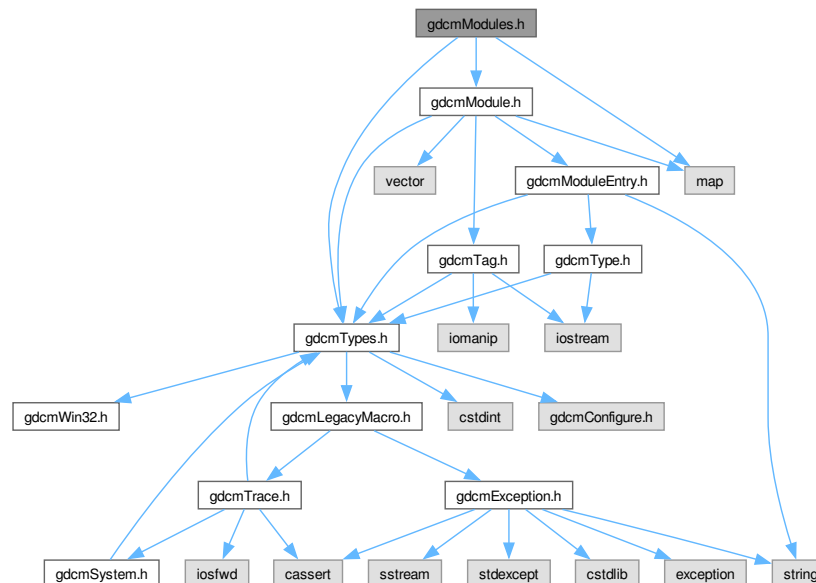 gdcmModules.h
gdcmModule.h
vector
gdcmModuleEntry.h
map
gdcmTag.h
gdcmType.h
gdcmTypes.h
iomanip
iostream
gdcmWin32.h
gdcmLegacyMacro.h
cstdint
gdcmConfigure.h
gdcmTrace.h
gdcmException.h
gdcmSystem.h
iosfwd
cassert
sstream
stdexcept
cstdlib
exception
string